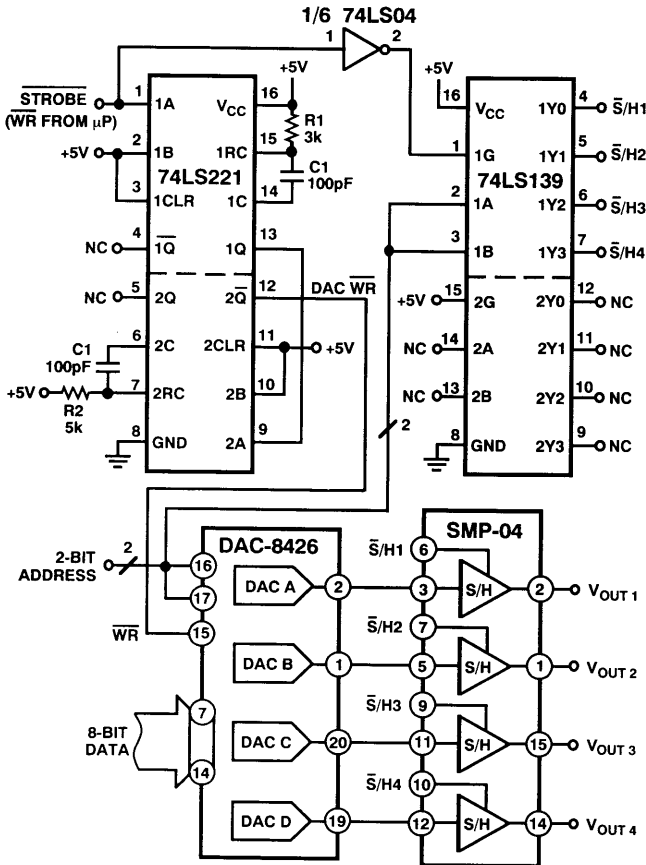 1/6 74LS04
1
2
+5V
+5V
STROBE
(WR FROM μP)
1
1A
VCC
16
R1
3k
+5V
2
1B
1RC
15
74LS221
C1
100pF
3
1CLR
1C
14
NC
4
1Q
1Q
13
NC
5
2Q
2Q
12
DAC WR
C1
100pF
6
2C
2CLR
11
+5V
+5V
R2
5k
7
2RC
2B
10
8
GND
2A
9
16
VCC
1Y0
4
S/H1
1
1G
1Y1
5
S/H2
74LS139
2
1A
1Y2
6
S/H3
3
1B
1Y3
7
S/H4
+5V
15
2G
2Y0
12
NC
NC
14
2A
2Y1
11
NC
NC
13
2B
2Y2
10
NC
8
GND
2Y3
9
NC
2
2-BIT
ADDRESS
2
DAC-8426
16
17
WR
15
8-BIT
DATA
7
14
DAC A
2
DAC B
1
DAC C
20
DAC D
19
SMP-04
S/H1
6
3
S/H
2
VOUT 1
S/H2
7
5
S/H
1
VOUT 2
S/H3
9
11
S/H
15
VOUT 3
S/H4
10
12
S/H
14
VOUT 4